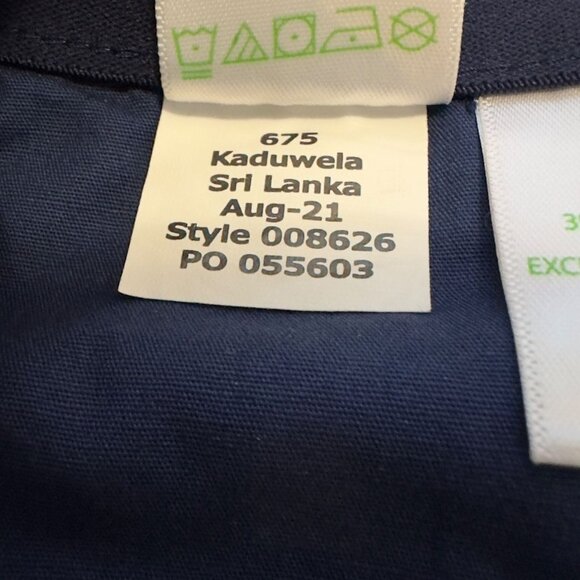 675
Kaduwela
Sri Lanka
Aug-21
Style 008626
PO 055603